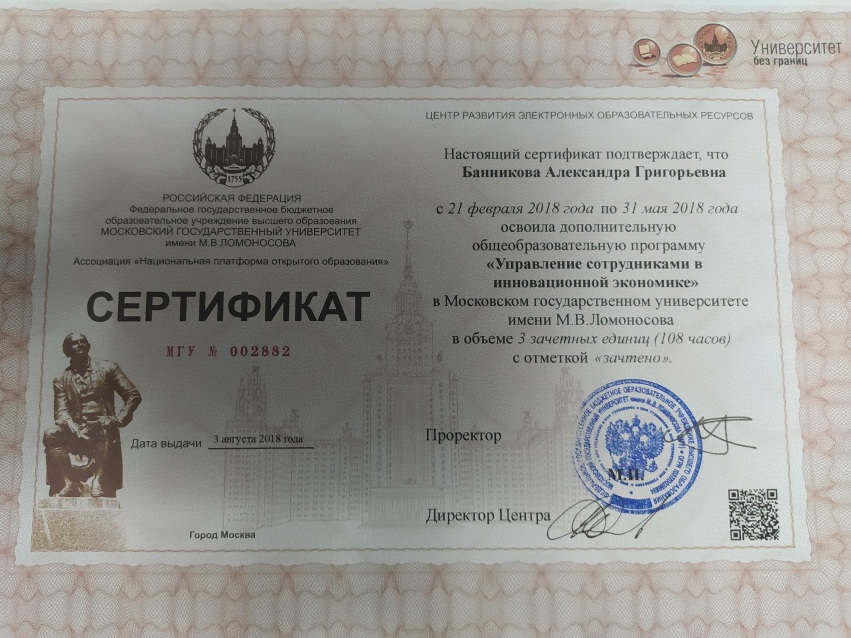 Университет
без границ
1755
РОССИЙСКАЯ ФЕДЕРАЦИЯ
Федеральное государственное бюджетное
образовательное учреждение высшего образования
МОСКОВСКИЙ ГОСУДАРСТВЕННЫЙ УНИВЕРСИТЕТ
имени М.В.ЛОМОНОСОВА
Ассоциация «Национальная платформа открытого образования»
СЕРТИФИКАТ
МГУ № 002882
Дата выдачи 3 августа 2018 года
Город Москва
ЦЕНТР РАЗВИТИЯ ЭЛЕКТРОННЫХ ОБРАЗОВАТЕЛЬНЫХ РЕСУРСОВ
Настоящий сертификат подтверждает, что
Банникова Александра Григорьевна
с 21 февраля 2018 года по 31 мая 2018 года
освоила дополнительную
общеобразовательную программу
«Управление сотрудниками в
инновационной экономике»
в Московском государственном университете
имени М.В.Ломоносова
в объеме 3 зачетных единиц (108 часов)
с отметкой «зачтено».
Проректор
М.П.
Директор Центра